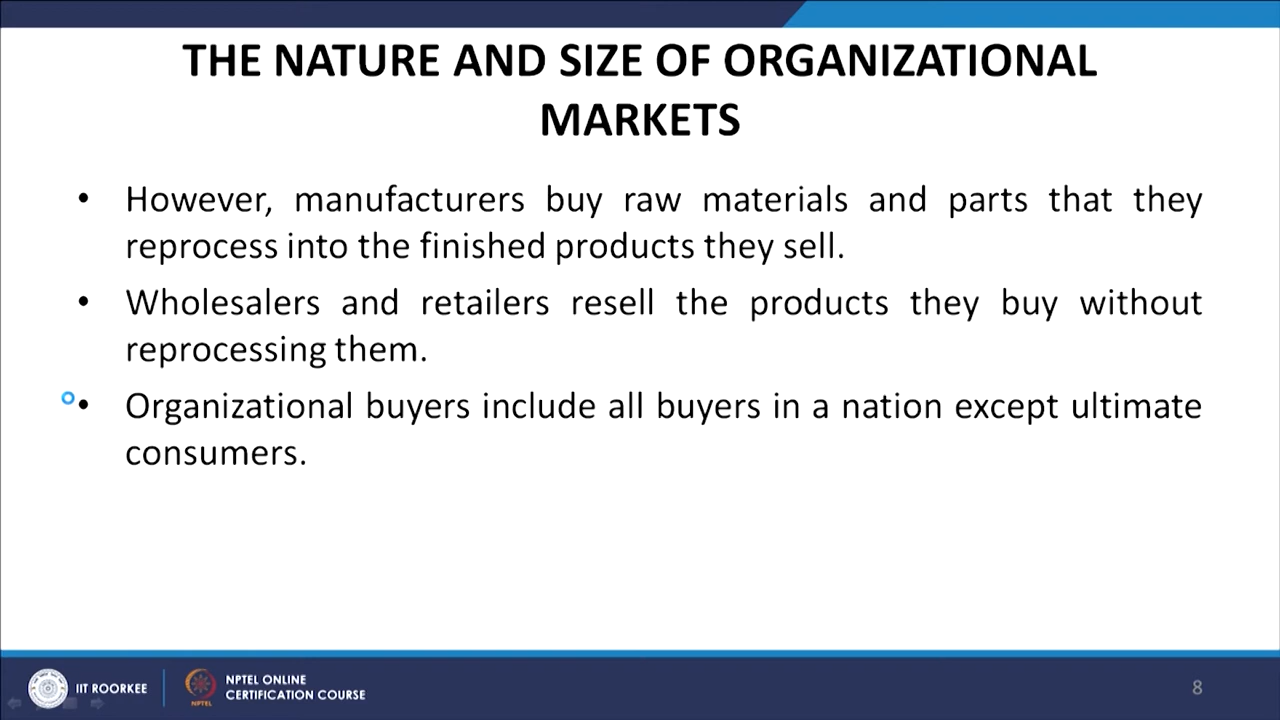 THE NATURE AND SIZE OF ORGANIZATIONAL
MARKETS
• However, manufacturers buy raw materials and parts that they
reprocess into the finished products they sell.
• Wholesalers and retailers resell the products they buy without
reprocessing them.
• Organizational buyers include all buyers in a nation except ultimate
consumers.
IIT ROORKEE
NPTEL
NPTEL ONLINE
CERTIFICATION COURSE
8